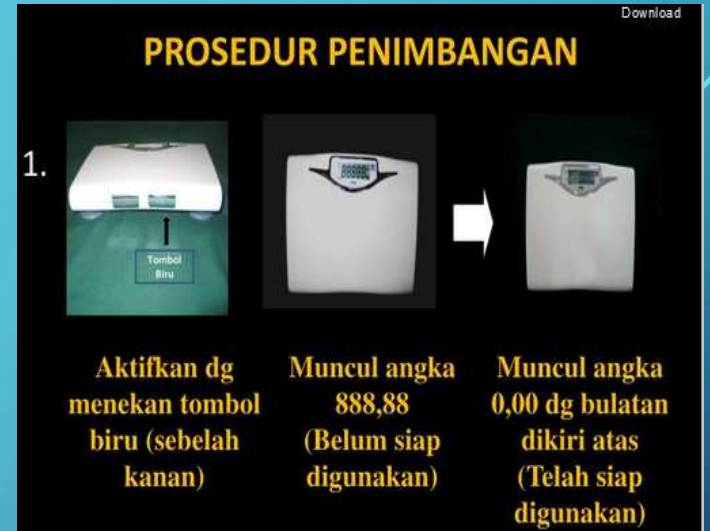 Download
PROSEDUR PENIMBANGAN
1.
Tombol
Biru
Aktifkan dg
menekan tombol
biru (sebelah
kanan)
Muncul angka
888,88
(Belum siap
digunakan)
Muncul angka
0,00 dg bulatan
dikiri atas
(Telah siap
digunakan)